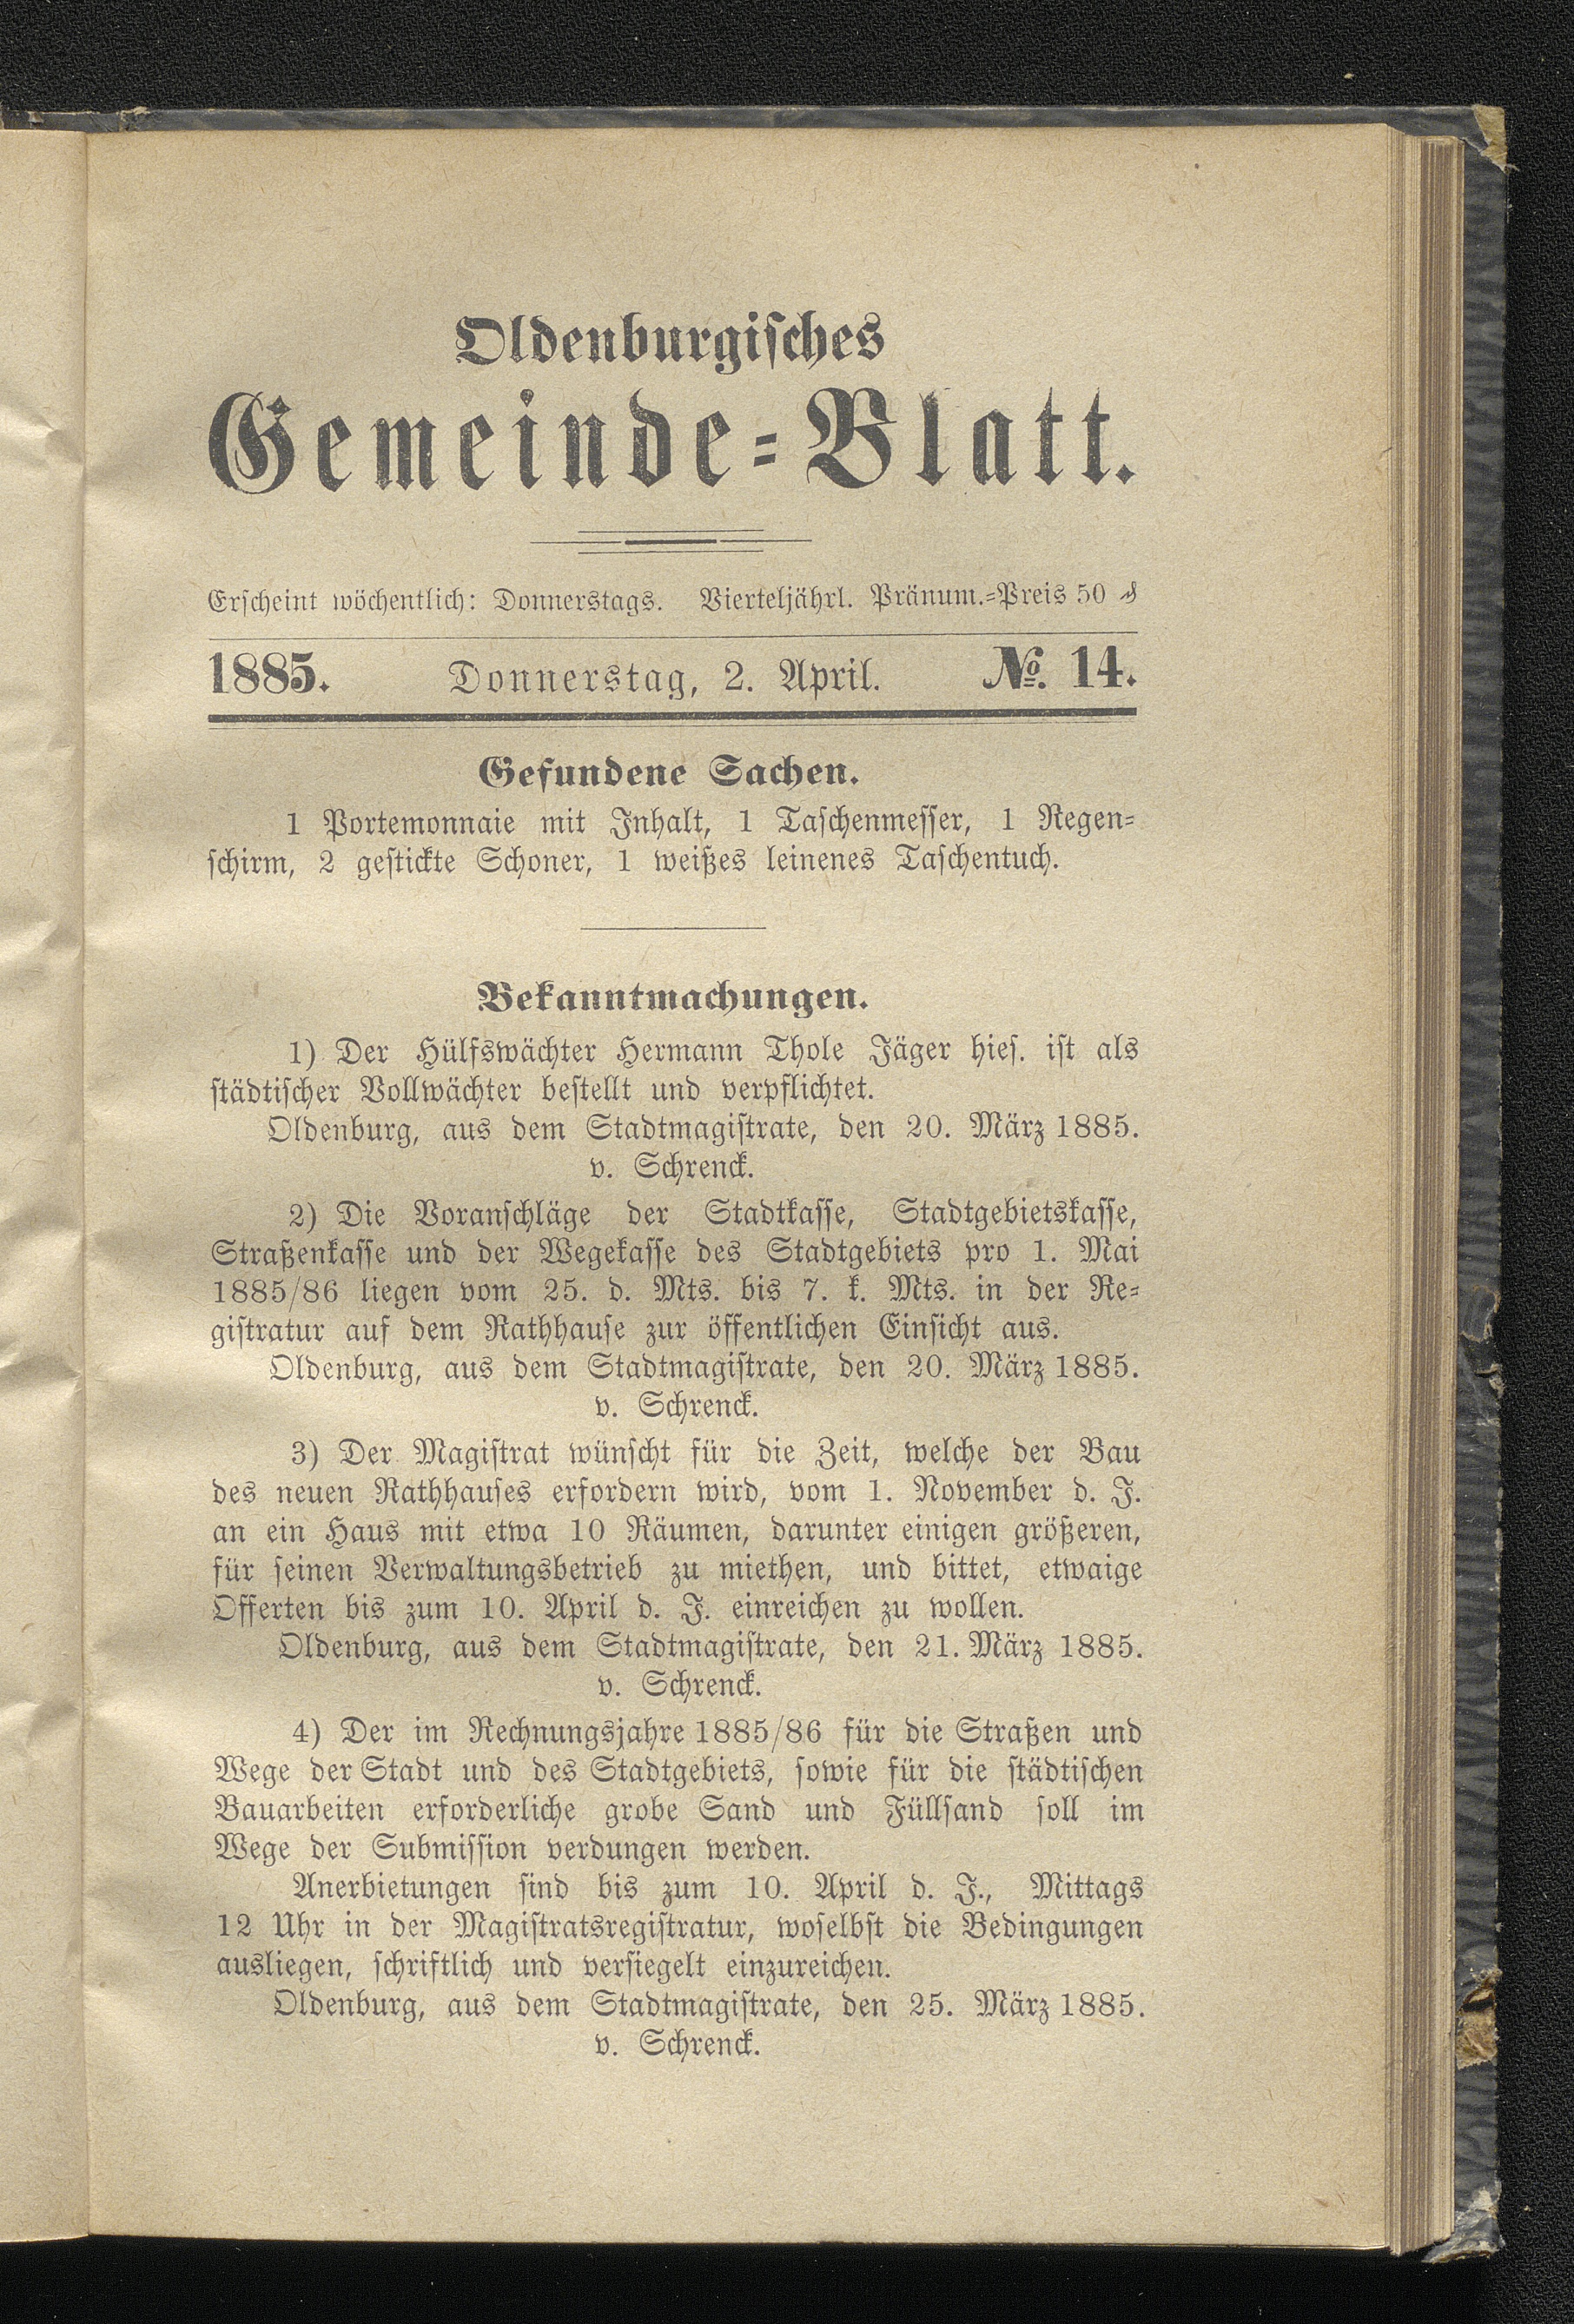 Oldenburgisches
Gemeinde=Blatt.
Erscheint wöchentlich: Donnerstags. Vierteljährl. Pränum.=Preis 50 ₰
1885. Donnerstag, 2. April. №. 14.
Gefundene Sachen.
1 Portemonnaie mit Inhalt, 1 Taschenmesser, 1 Regen=
schirm, 2 gestickte Schoner, 1 weißes leinenes Taschentuch.
Bekanntmachungen.
1) Der Hülfswächter Hermann Thole Jäger hies. ist als
städtischer Vollwächter bestellt und verpflichtet.
Oldenburg, aus dem Stadtmagistrate, den 20. März 1885.
v. Schrenck.
2) Die Voranschläge der Stadtkasse, Stadtgebietskasse,
Straßenkasse und der Wegekasse des Stadtgebiets pro 1. Mai
1885/86 liegen vom 25. d. Mts. bis 7. k. Mts. in der Re=
gistratur auf dem Rathhause zur öffentlichen Einsicht aus.
Oldenburg, aus dem Stadtmagistrate, den 20. März 1885.
v. Schrenck.
3) Der Magistrat wünscht für die Zeit, welche der Bau
des neuen Rathhauses erfordern wird, vom 1. November d. J.
an ein Haus mit etwa 10 Räumen, darunter einigen größeren,
für seinen Verwaltungsbetrieb zu miethen, und bittet, etwaige
Offerten bis zum 10. April d. J. einreichen zu wollen.
Oldenburg, aus dem Stadtmagistrate, den 21. März 1885.
v. Schrenck.
4) Der im Rechnungsjahre 1885/86 für die Straßen und
Wege der Stadt und des Stadtgebiets, sowie für die städtischen
Bauarbeiten erforderliche grobe Sand und Füllsand soll im
Wege der Submission verdungen werden.
Anerbietungen sind bis zum 10. April d. J., Mittags
12 Uhr in der Magistratsregistratur, woselbst die Bedingungen
ausliegen, schriftlich und versiegelt einzureichen.
Oldenburg, aus dem Stadtmagistrate, den 25. März 1885.
v. Schrenck.